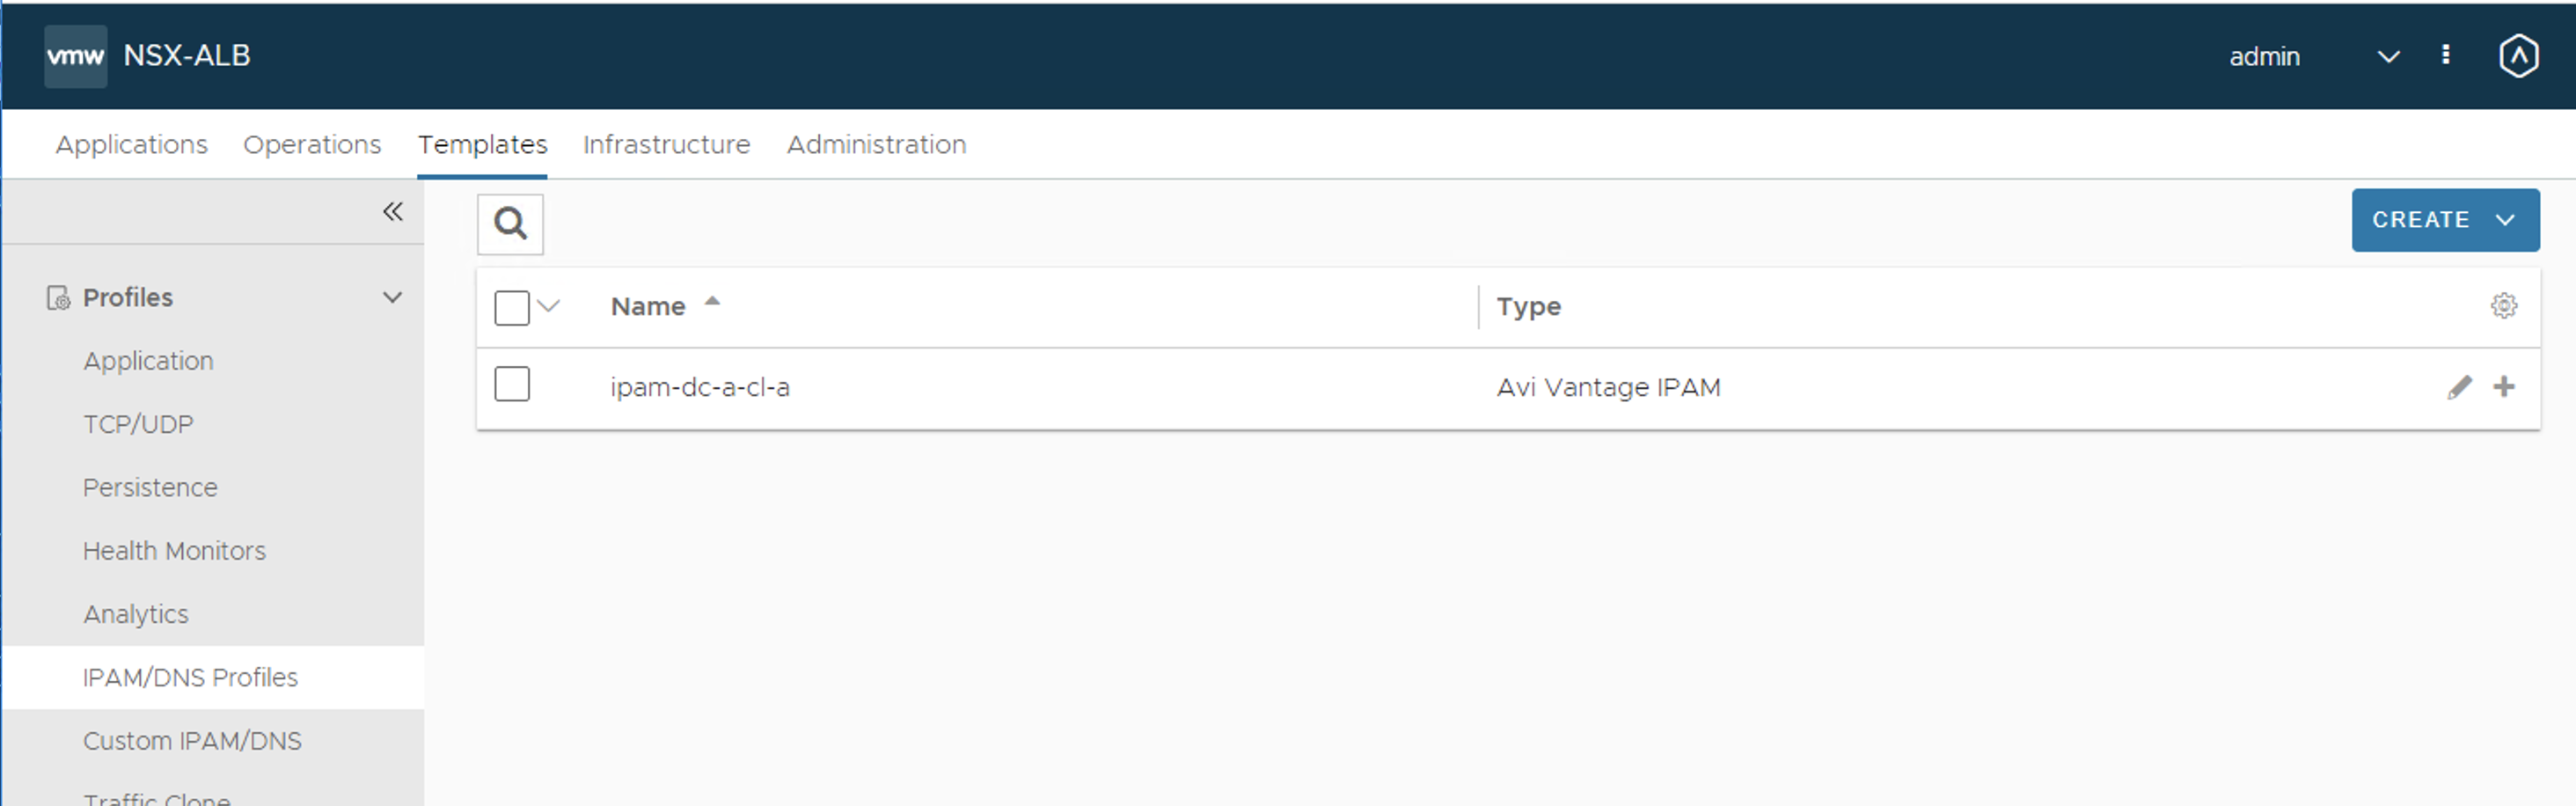 vmw NSX-ALB admin
Applications Operations Templates Infrastructure Administration
CREATE
Profiles
Application
TCP/UDP
Persistence
Health Monitors
Analytics
IPAM/DNS Profiles
Custom IPAM/DNS
Traffic Clone
Name Type
ipam-dc-a-cl-a Avi Vantage IPAM